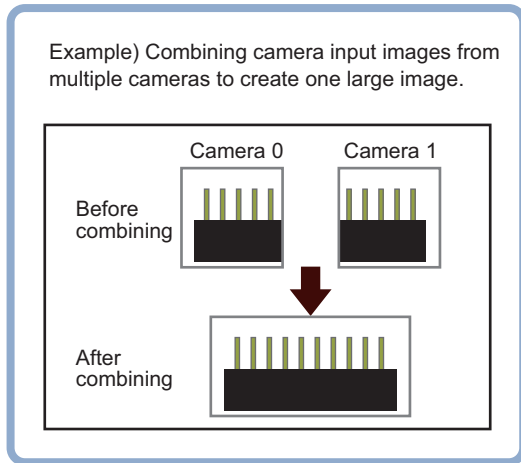 Example) Combining camera input images from
multiple cameras to create one large image.
Camera 0
Camera 1
Before
combining
After
combining